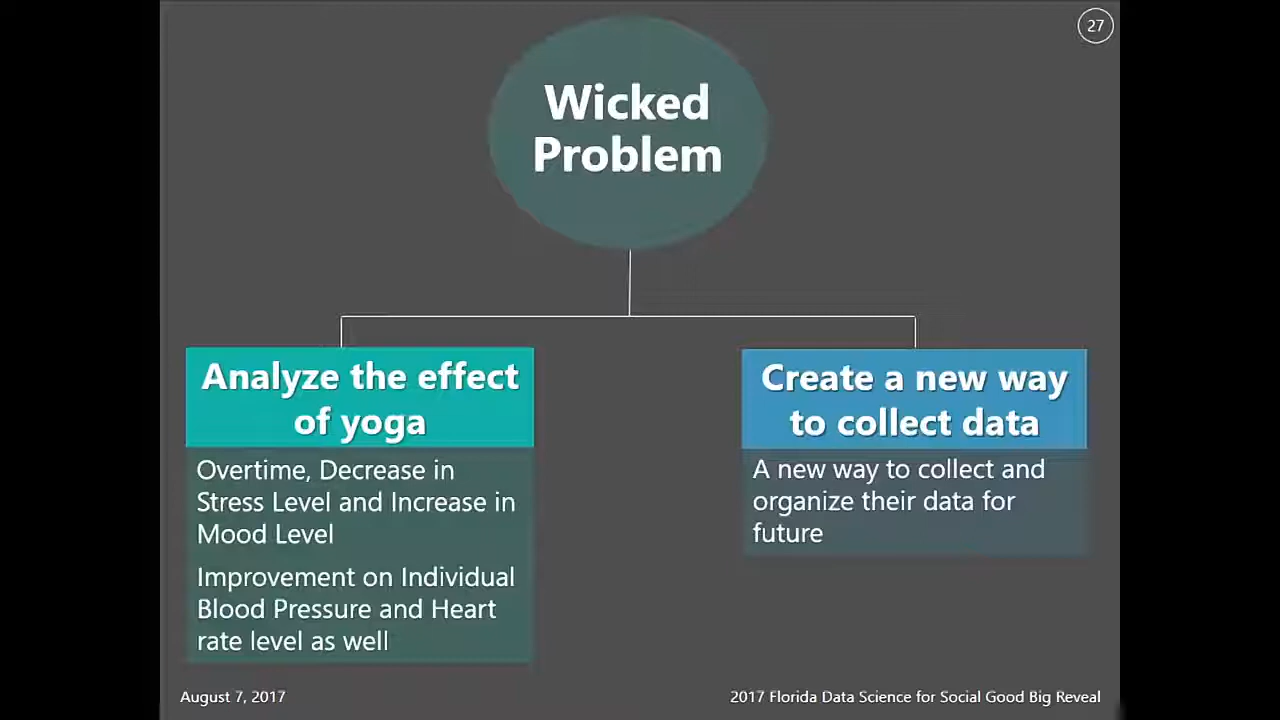 27
Wicked
Problem
Analyze the effect
of yoga
Overtime, Decrease in
Stress Level and Increase in
Mood Level
Improvement on Individual
Blood Pressure and Heart
rate level as well
Create a new way
to collect data
A new way to collect and
organize their data for
future
August 7, 2017
2017 Florida Data Science for Social Good Big Reveal